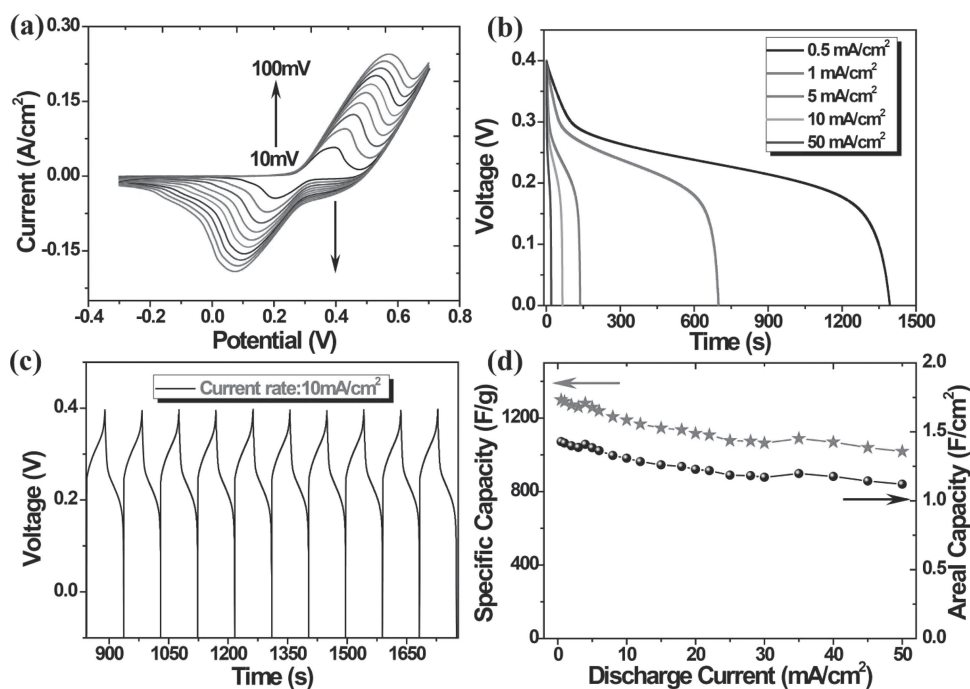 (a)
0.30
0.15
0.00
-0.15
Current (A/cm²)
100mV
10mV
-0.4 -0.2 0.0 0.2 0.4 0.6 0.8
Potential (V)
(b)
0.4
0.3
0.2
0.1
0.0
Voltage (V)
0.5 mA/cm²
1 mA/cm²
5 mA/cm²
10 mA/cm²
50 mA/cm²
0 300 600 900 1200 1500
Time (s)
(c)
Current rate:10mA/cm²
0.4
0.2
0.0
Voltage (V)
900 1050 1200 1350 1500 1650
Time (s)
(d)
1200
800
400
0
Specific Capacity (F/g)
2.0
1.5
1.0
1.5
0.0
Areal Capacity (F/cm²)
0 10 20 30 40 50
Discharge Current (mA/cm²)